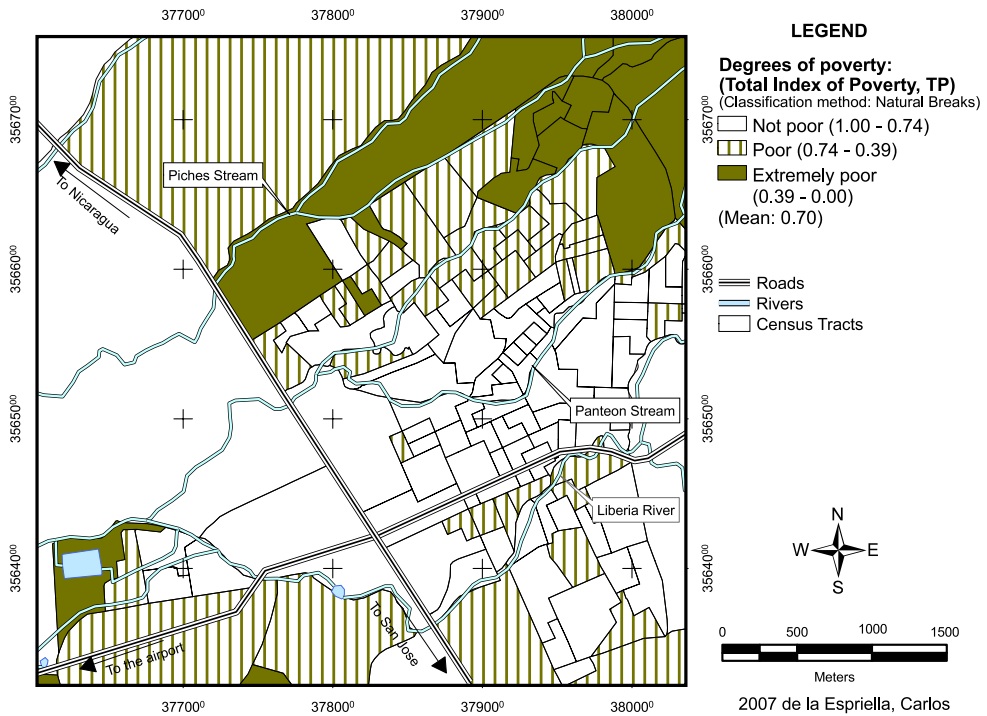 37700⁰ 37800⁰ 37900⁰ 38000⁰
LEGEND
Degrees of poverty:
(Total Index of Poverty, TP)
(Classification method: Natural Breaks)
Not poor (1.00 - 0.74)
Poor (0.74 - 0.39)
Extremely poor
(0.39 - 0.00)
(Mean: 0.70)
Roads
Rivers
Census Tracts
35670⁰⁰ 35670⁰⁰
Piches Stream
To Nicaragua
35660⁰⁰ 35660⁰⁰
Panteon Stream
35650⁰⁰ 35650⁰⁰
Liberia River
35640⁰⁰ 35640⁰⁰
To San Jose
To the airport
37700⁰ 37800⁰ 37900⁰ 38000⁰
N
W E
S
0 500 1000 1500
Meters
2007 de la Espriella, Carlos